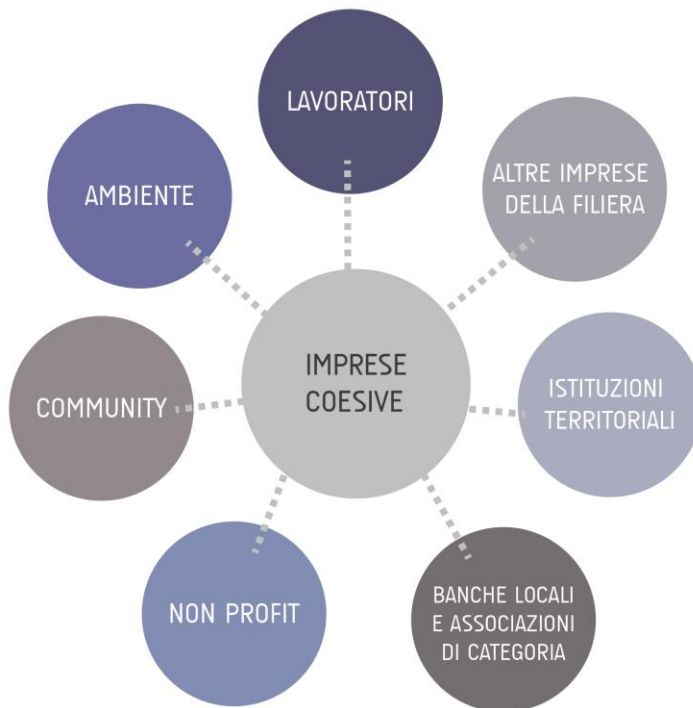 LAVORATORI
ALTRE IMPRESE
DELLA FILIERA
AMBIENTE
IMPRESE
COESIVE
ISTITUZIONI
TERRITORIALI
COMMUNITY
BANCHE LOCALI
E ASSOCIAZIONI
DI CATEGORIA
NON PROFIT